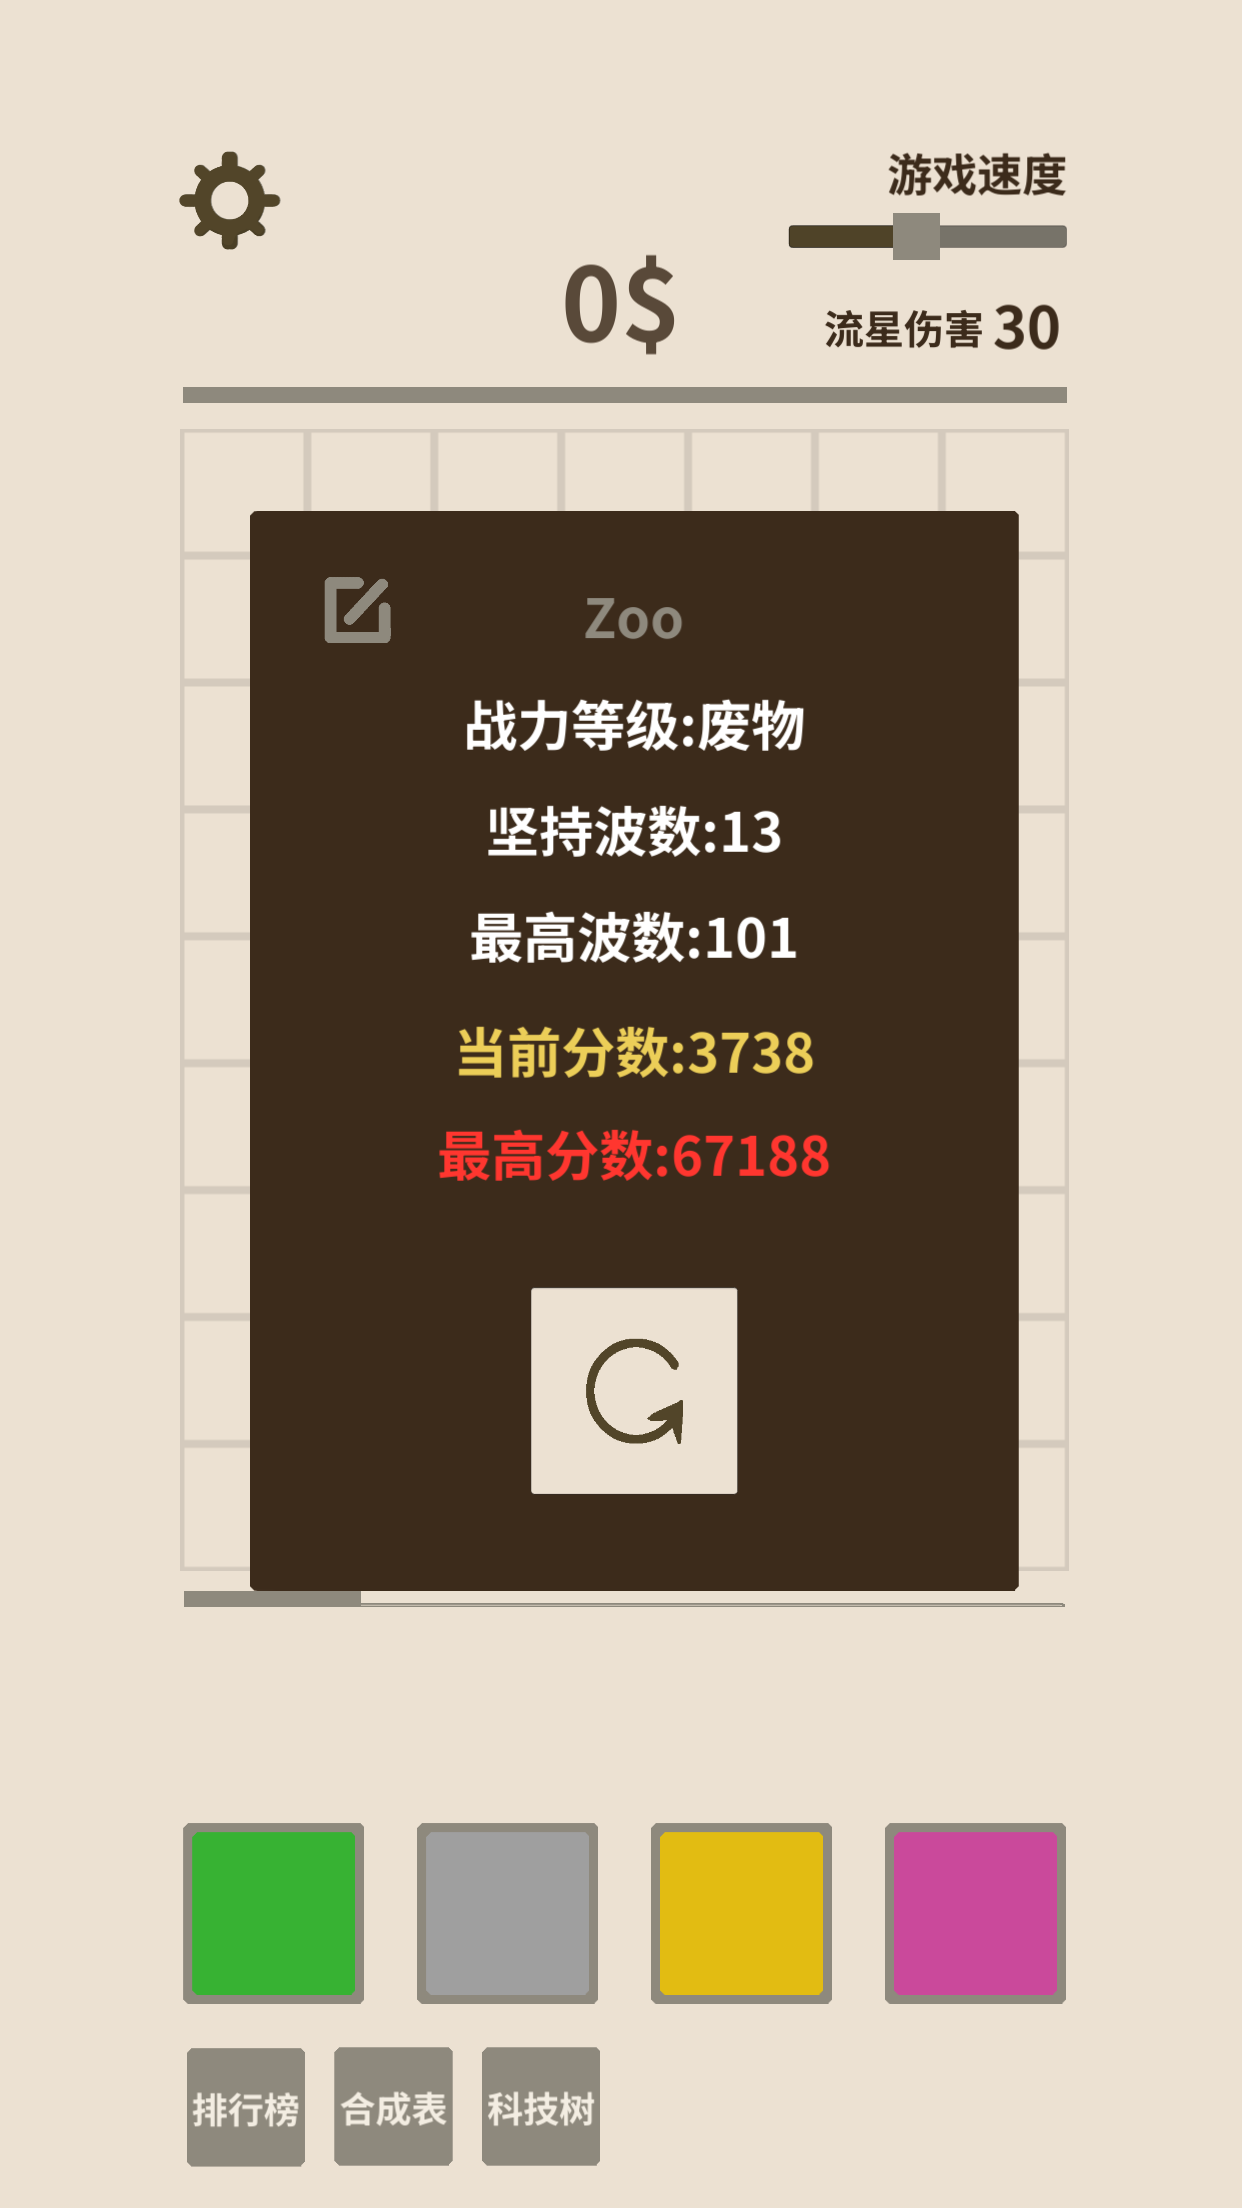 游戏速度
0$
流星伤害 30
Zoo
战力等级:废物
坚持波数:13
最高波数:101
当前分数:3738
最高分数:67188
排行榜
合成表
科技树